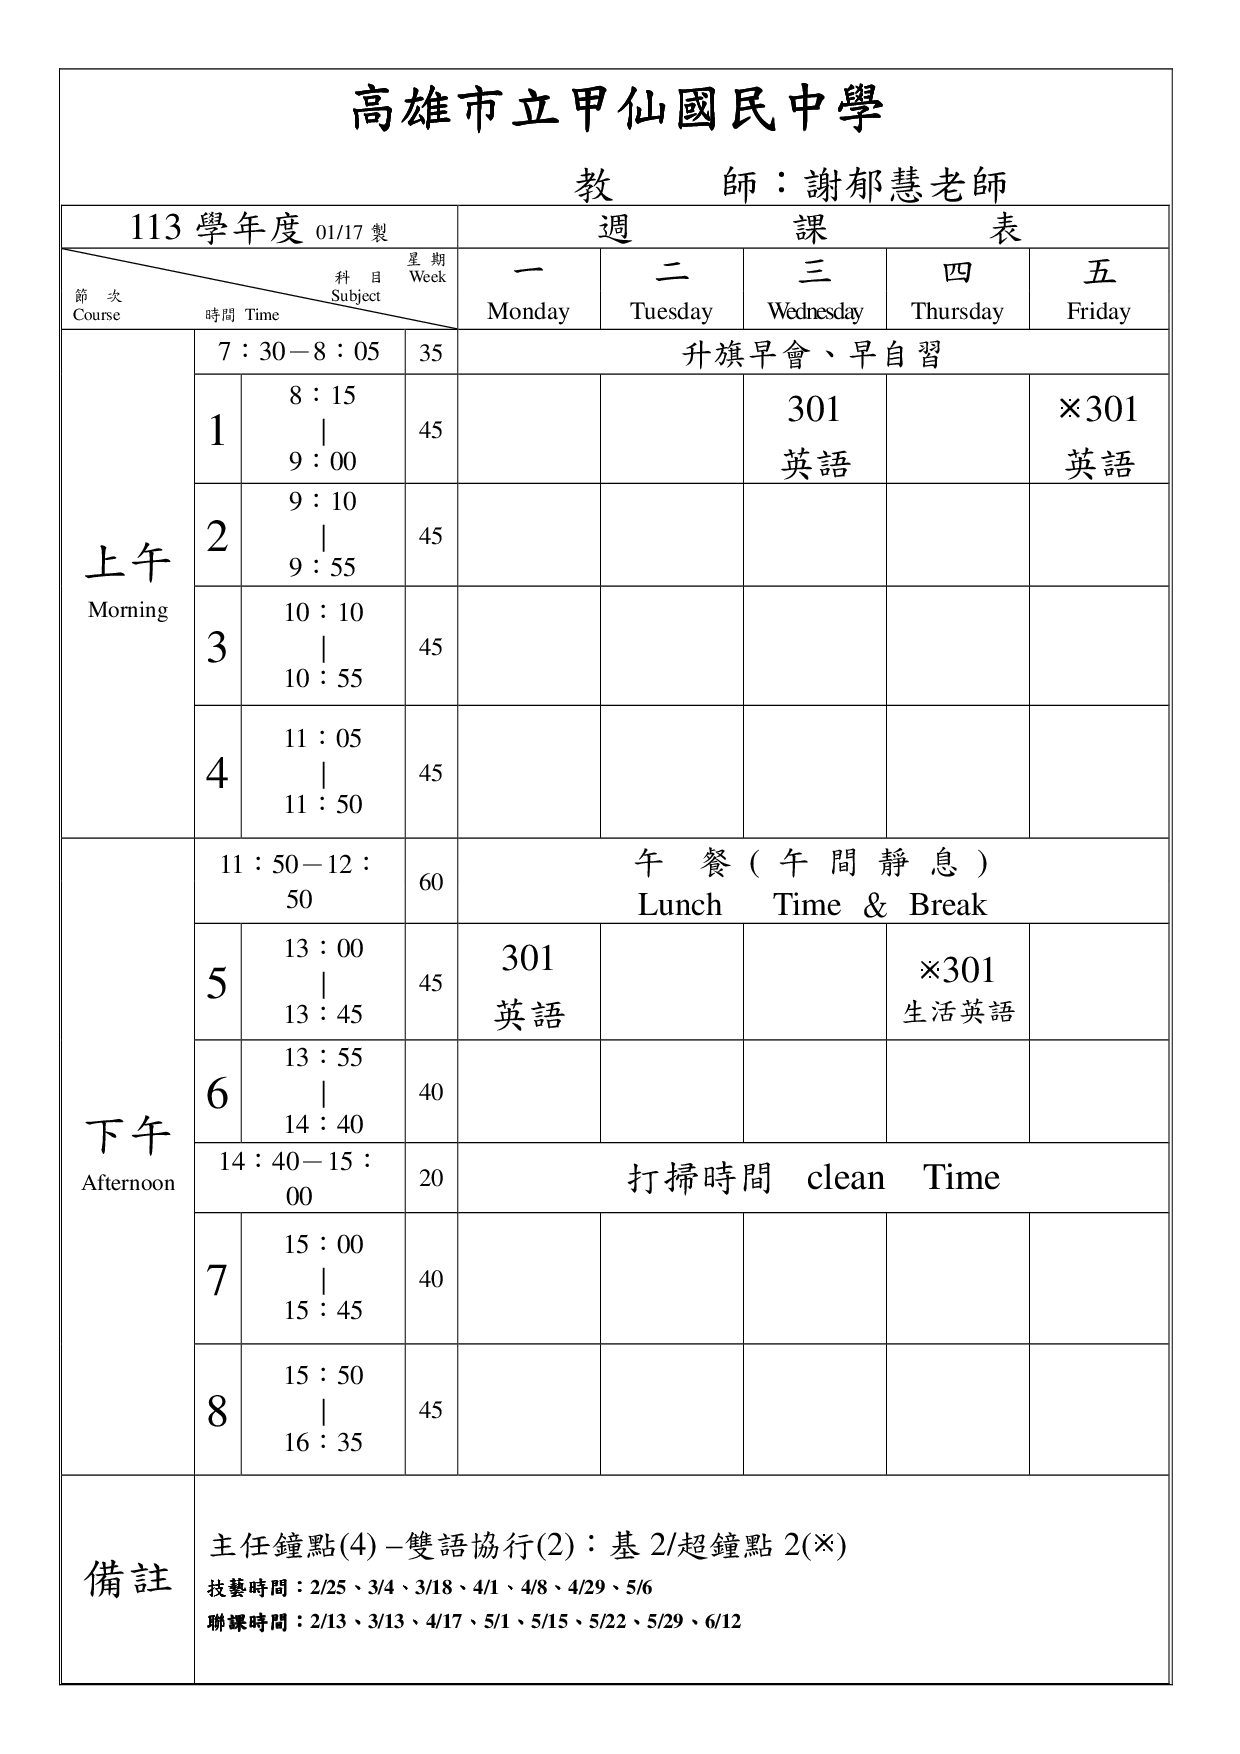 高雄市立甲仙國民中學
教　　師：謝郁慧老師
113 學年度 01/17 製
週　課　表
星 期
Week
科 目
Subject
節 次
Course
時間 Time
一
Monday
二
Tuesday
三
Wednesday
四
Thursday
五
Friday
上午
Morning
7：30－8：05
35
升旗早會、早自習
1
8：15
|
9：00
45
301
英語
※301
英語
2
9：10
|
9：55
45
3
10：10
|
10：55
45
4
11：05
|
11：50
45
下午
Afternoon
11：50－12：
50
60
午 餐 ( 午 間 靜 息 )
Lunch Time & Break
5
13：00
|
13：45
45
301
英語
※301
生活英語
6
13：55
|
14：40
40
14：40－15：
00
20
打掃時間 clean Time
7
15：00
|
15：45
40
8
15：50
|
16：35
45
備註
主任鐘點(4) –雙語協行(2)：基 2/超鐘點 2(※)
技藝時間：2/25、3/4、3/18、4/1、4/8、4/29、5/6
聯課時間：2/13、3/13、4/17、5/1、5/15、5/22、5/29、6/12